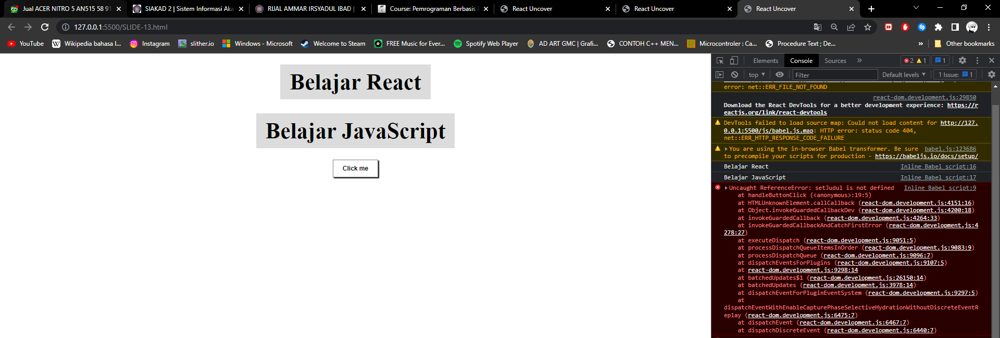 Jual ACER NITRO 5 AN515 58 91
SIAKAD 2 | Sistem Informasi Aka
RIJAL AMMAR IRSYADUL IBAD |
Course: Pemrograman Berbasis
React Uncover
React Uncover
React Uncover
127.0.0.1:5500/SLIDE-13.html
YouTube
Wikipedia bahasa I...
Instagram
slither.io
Windows - Microsoft
Welcome to Steam
FREE Music for Ever...
Spotify Web Player
AD ART GMC | Grafi...
CONTOH C++ MEN...
Microcontroler : Ca...
Procedure Text ; De...
»
Other bookmarks
Belajar React
Belajar JavaScript
Click me
Elements Console Sources » 2 1 1
top Filter Default levels 1 Issue: 1
error: net::ERR_FILE_NOT_FOUND
react-dom.development.js:29850
Download the React DevTools for a better development experience: https://r
eactjs.org/link/react-devtools
DevTools failed to load source map: Could not load content for http://127.
0.0.1:5500/js/babel.js.map: HTTP error: status code 404,
net::ERR_HTTP_RESPONSE_CODE_FAILURE
You are using the in-browser Babel transformer. Be sure babel.js:123686
to precompile your scripts for production - https://babeljs.io/docs/setup/
Belajar React Inline Babel script:16
Belajar JavaScript Inline Babel script:17
Uncaught ReferenceError: setJudul is not defined Inline Babel script:9
at handleButtonClick (<anonymous>:19:5)
at HTMLUnknownElement.callCallback (react-dom.development.js:4151:16)
at Object.invokeGuardedCallbackDev (react-dom.development.js:4200:18)
at invokeGuardedCallback (react-dom.development.js:4264:33)
at invokeGuardedCallbackAndCatchFirstError (react-dom.development.js:4
278:27)
at executeDispatch (react-dom.development.js:9051:5)
at processDispatchQueueItemsInOrder (react-dom.development.js:9083:9)
at processDispatchQueue (react-dom.development.js:9096:7)
at dispatchEventsForPlugins (react-dom.development.js:9107:5)
at react-dom.development.js:9298:14
at batchedUpdates$1 (react-dom.development.js:26150:14)
at batchedUpdates (react-dom.development.js:3978:14)
at dispatchEventForPluginEventSystem (react-dom.development.js:9297:5)
at
dispatchEventWithEnableCapturePhaseSelectiveHydrationWithoutDiscreteEventR
eplay (react-dom.development.js:6475:7)
at dispatchEvent (react-dom.development.js:6467:7)
at dispatchDiscreteEvent (react-dom.development.js:6440:7)